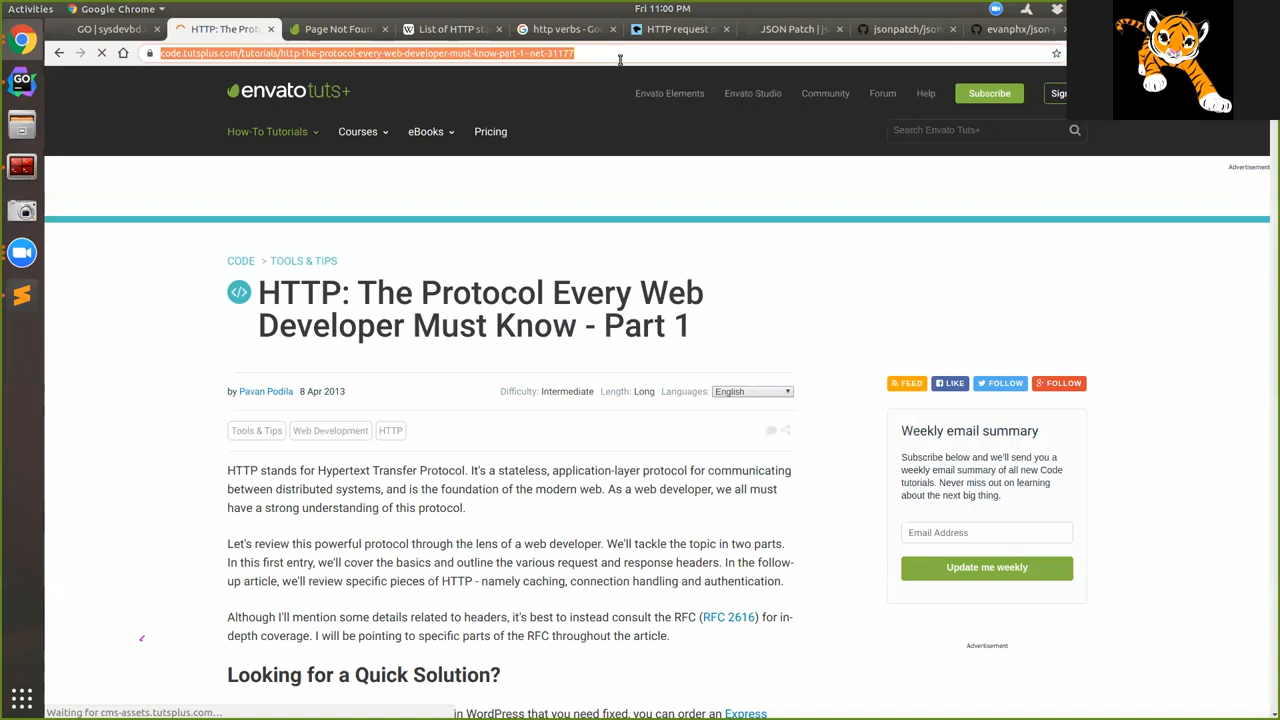 Activities
Google Chrome
Fri 11:00 PM
GO | sysdevbd.
HTTP: The Prot
Page Not Foun
List of HTTP sta
http verbs - Go
HTTP request m
JSON Patch | Js
jsonpatch/json
evanphx/json-p
code.tutsplus.com/tutorials/http-the-protocol-every-web-developer-must-know-part-1--net-31177
envatotuts+
Envato Elements
Envato Studio
Community
Forum
Help
Subscribe
Sig
How-To Tutorials
Courses
eBooks
Pricing
Search Envato Tuts+
Advertisement
CODE > TOOLS & TIPS
HTTP: The Protocol Every Web
Developer Must Know - Part 1
by Pavan Podila 8 Apr 2013
Difficulty: Intermediate Length: Long Languages: English
FEED
LIKE
FOLLOW
FOLLOW
Tools & Tips
Web Development
HTTP
HTTP stands for Hypertext Transfer Protocol. It's a stateless, application-layer protocol for communicating
between distributed systems, and is the foundation of the modern web. As a web developer, we all must
have a strong understanding of this protocol.
Let's review this powerful protocol through the lens of a web developer. We'll tackle the topic in two parts.
In this first entry, we'll cover the basics and outline the various request and response headers. In the follow-
up article, we'll review specific pieces of HTTP - namely caching, connection handling and authentication.
Although I'll mention some details related to headers, it's best to instead consult the RFC (RFC 2616) for in-
depth coverage. I will be pointing to specific parts of the RFC throughout the article.
Looking for a Quick Solution?
in WordPress that you need fixed, you can order an Express
Weekly email summary
Subscribe below and we'll send you a
weekly email summary of all new Code
tutorials. Never miss out on learning
about the next big thing.
Email Address
Update me weekly
Advertisement
Waiting for cms-assets.tutsplus.com...
GO